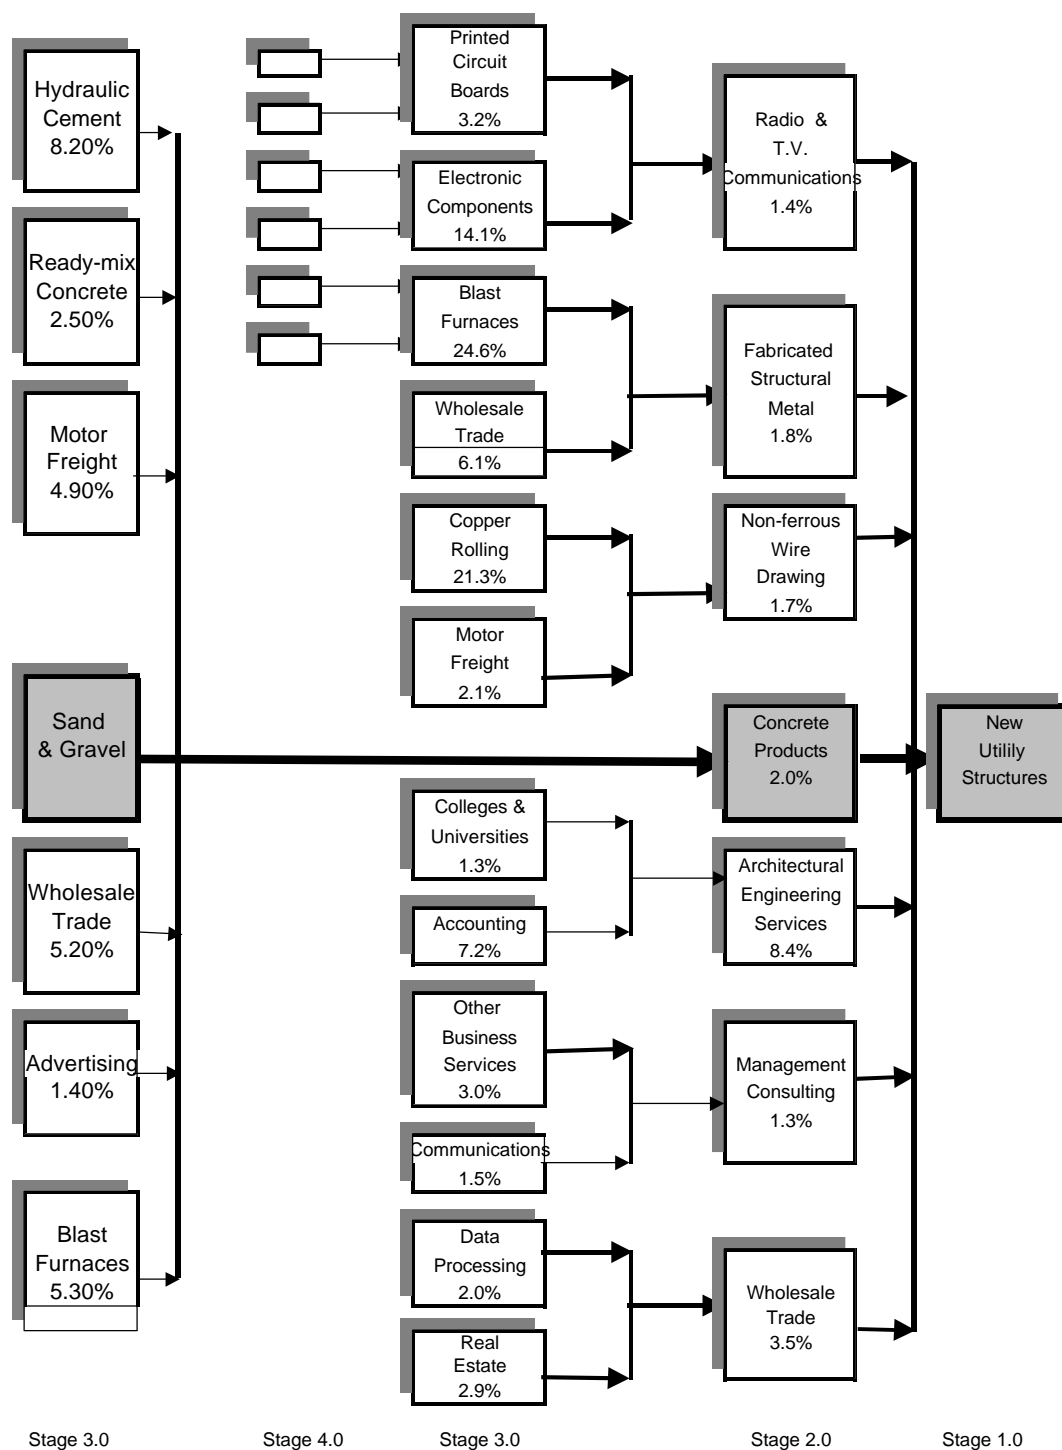 Hydraulic
Cement
8.20%
Ready-mix
Concrete
2.50%
Motor
Freight
4.90%
Sand
& Gravel
Wholesale
Trade
5.20%
Advertising
1.40%
Blast
Furnaces
5.30%
Printed
Circuit
Boards
3.2%
Electronic
Components
14.1%
Blast
Furnaces
24.6%
Wholesale
Trade
6.1%
Copper
Rolling
21.3%
Motor
Freight
2.1%
Colleges &
Universities
1.3%
Accounting
7.2%
Other
Business
Services
3.0%
Communications
1.5%
Data
Processing
2.0%
Real
Estate
2.9%
Radio &
T.V.
Communications
1.4%
Fabricated
Structural
Metal
1.8%
Non-ferrous
Wire
Drawing
1.7%
Concrete
Products
2.0%
Architectural
Engineering
Services
8.4%
Management
Consulting
1.3%
Wholesale
Trade
3.5%
New
Utilily
Structures
Stage 3.0 Stage 4.0 Stage 3.0 Stage 2.0 Stage 1.0